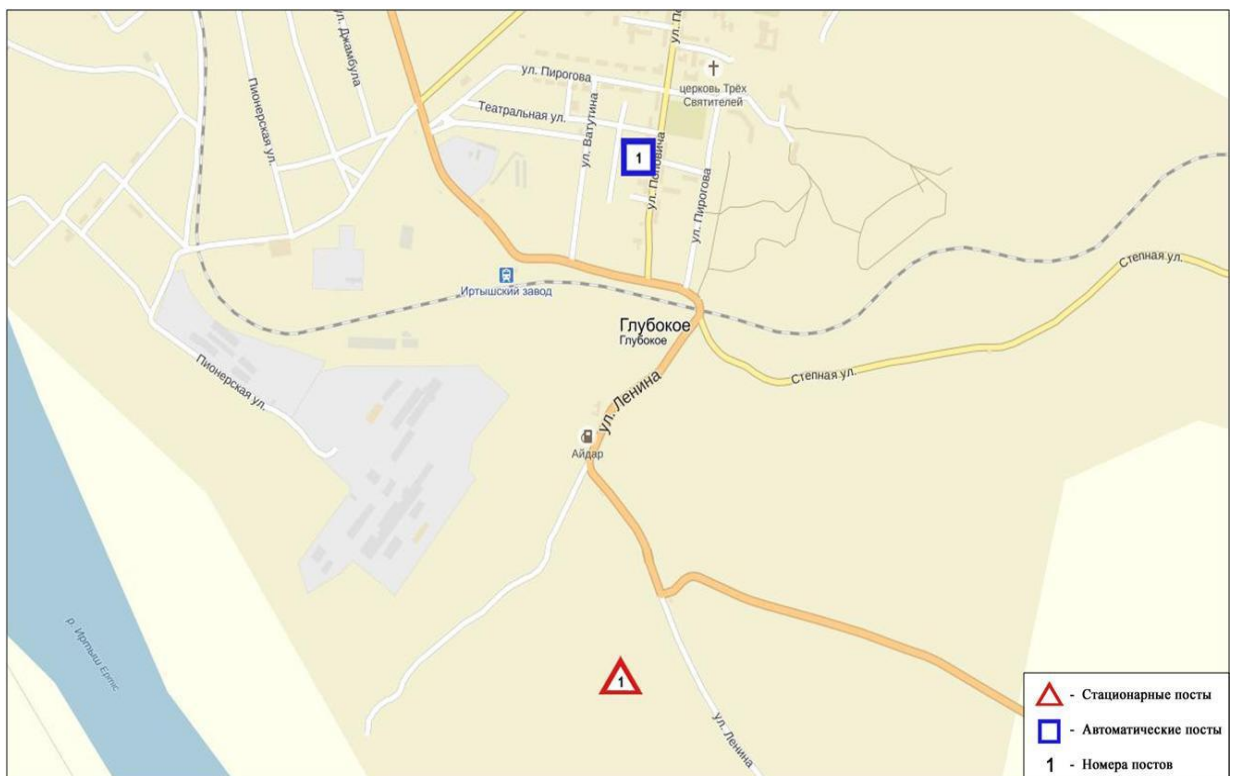 ул. Джамбула
ул. По
ул. Пирогова
церковь Трёх
Святителей
Пионерская ул.
Театральная ул.
ул. Ватутина
1
ул. Поповича
ул. Пирогова
Степная ул.
Иртышский завод
Глубокое
Глубокое
Пионерская ул.
Степная ул.
ул. Ленина
Айдар
р. Иртыш Ертіс
1
ул. Ленина
- Стационарные посты
- Автоматические посты
1 - Номера постов